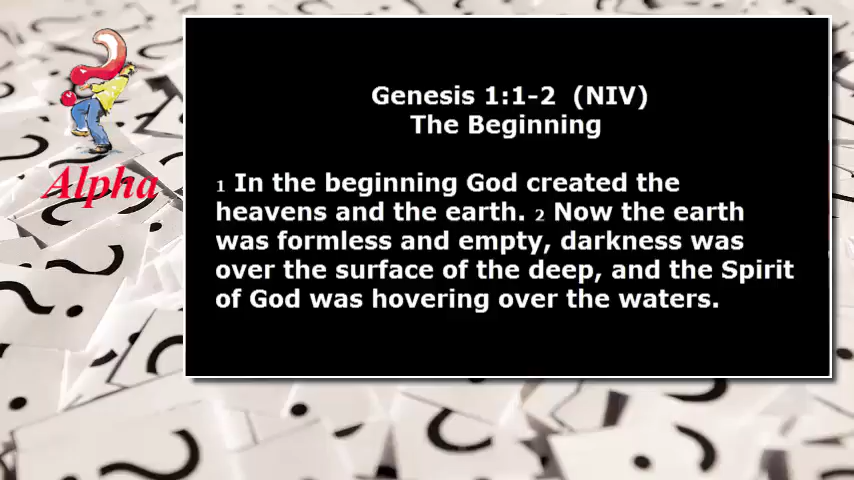 Alpha
Genesis 1:1-2 (NIV)
The Beginning
1 In the beginning God created the
heavens and the earth. 2 Now the earth
was formless and empty, darkness was
over the surface of the deep, and the Spirit
of God was hovering over the waters.